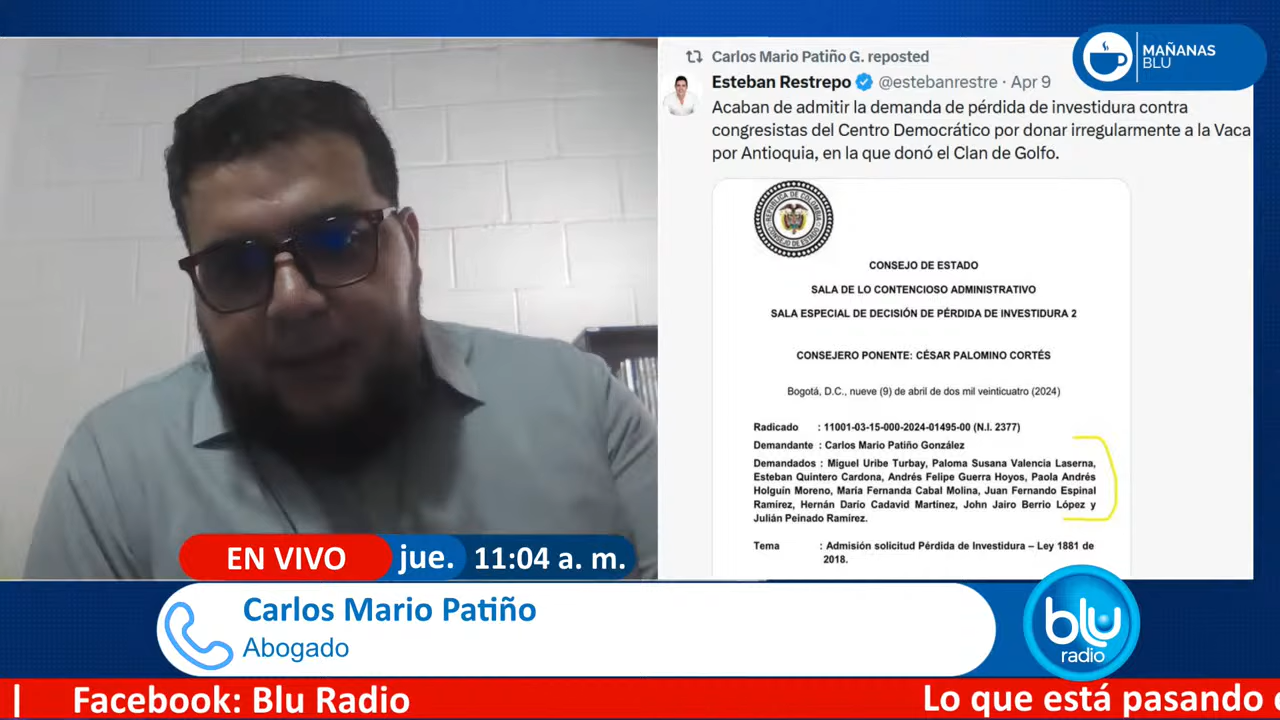 Carlos Mario Patiño G. reposted
Esteban Restrepo @estebanrestre · Apr 9
Acaban de admitir la demanda de pérdida de investidura contra
congresistas del Centro Democrático por donar irregularmente a la Vaca
por Antioquia, en la que donó el Clan de Golfo.
MAÑANAS
BLU
REPÚBLICA DE COLOMBIA
CONSEJO DE ESTADO
CONSEJO DE ESTADO
SALA DE LO CONTENCIOSO ADMINISTRATIVO
SALA ESPECIAL DE DECISIÓN DE PÉRDIDA DE INVESTIDURA 2
CONSEJERO PONENTE: CÉSAR PALOMINO CORTÉS
Bogotá, D.C., nueve (9) de abril de dos mil veinticuatro (2024)
Radicado : 11001-03-15-000-2024-01495-00 (N.I. 2377)
Demandante : Carlos Mario Patiño González
Demandados : Miguel Uribe Turbay, Paloma Susana Valencia Laserna,
Esteban Quintero Cardona, Andrés Felipe Guerra Hoyos, Paola Andrés
Holguín Moreno, María Fernanda Cabal Molina, Juan Fernando Espinal
Ramírez, Hernán Darío Cadavid Martínez, John Jairo Berrio López y
Julián Peinado Ramírez.
Tema : Admisión solicitud Pérdida de Investidura – Ley 1881 de
2018.
EN VIVO jue. 11:04 a. m.
Carlos Mario Patiño
Abogado
blu
radio
| Facebook: Blu Radio
Lo que está pasando